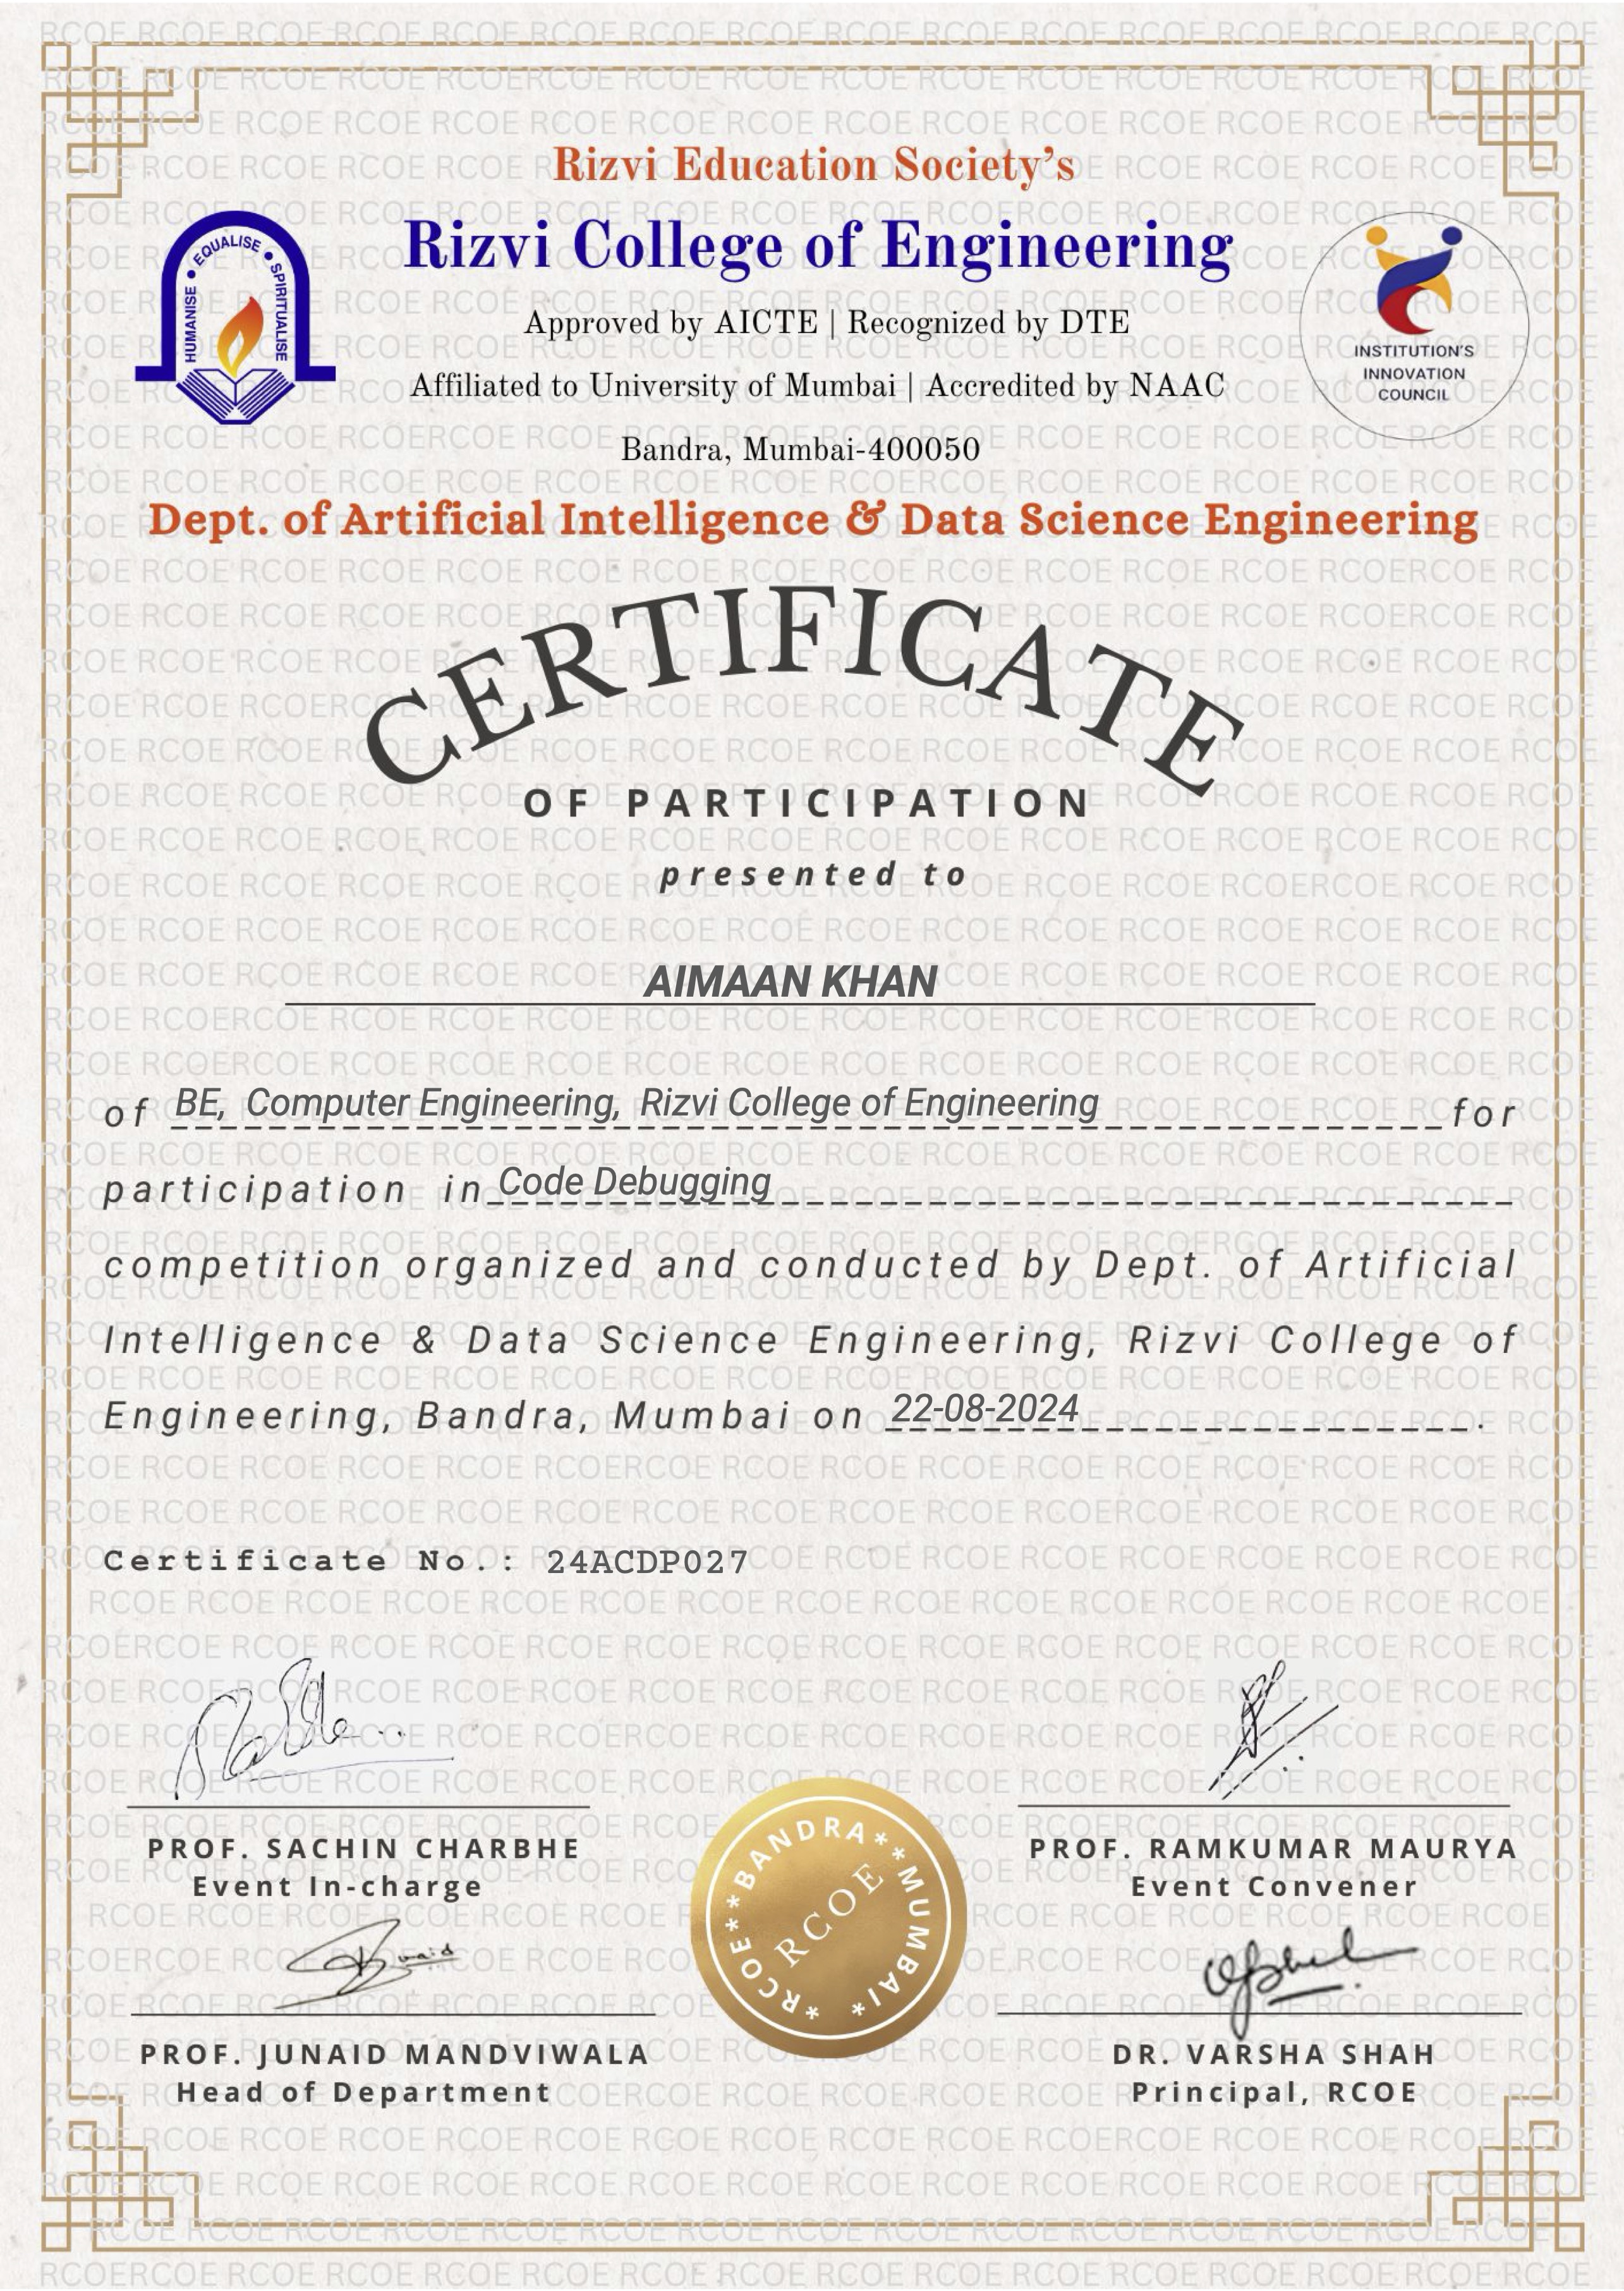 Rizvi Education Society’s
Rizvi College of Engineering
HUMANISE • EQUALISE • SPIRITUALISE
Approved by AICTE | Recognized by DTE
Affiliated to University of Mumbai | Accredited by NAAC
Bandra, Mumbai-400050
INSTITUTION'S
INNOVATION
COUNCIL
Dept. of Artificial Intelligence & Data Science Engineering
CERTIFICATE
OF PARTICIPATION
presented to
AIMAAN KHAN
of BE, Computer Engineering, Rizvi College of Engineering for
participation in Code Debugging
competition organized and conducted by Dept. of Artificial
Intelligence & Data Science Engineering, Rizvi College of
Engineering, Bandra, Mumbai on 22-08-2024.
Certificate No.: 24ACDP027
PROF. SACHIN CHARBHE
Event In-charge
PROF. RAMKUMAR MAURYA
Event Convener
RCOE**BANDRA**MUMBAI**
RCOE
PROF. JUNAID MANDVIWALA
Head of Department
DR. VARSHA SHAH
Principal, RCOE